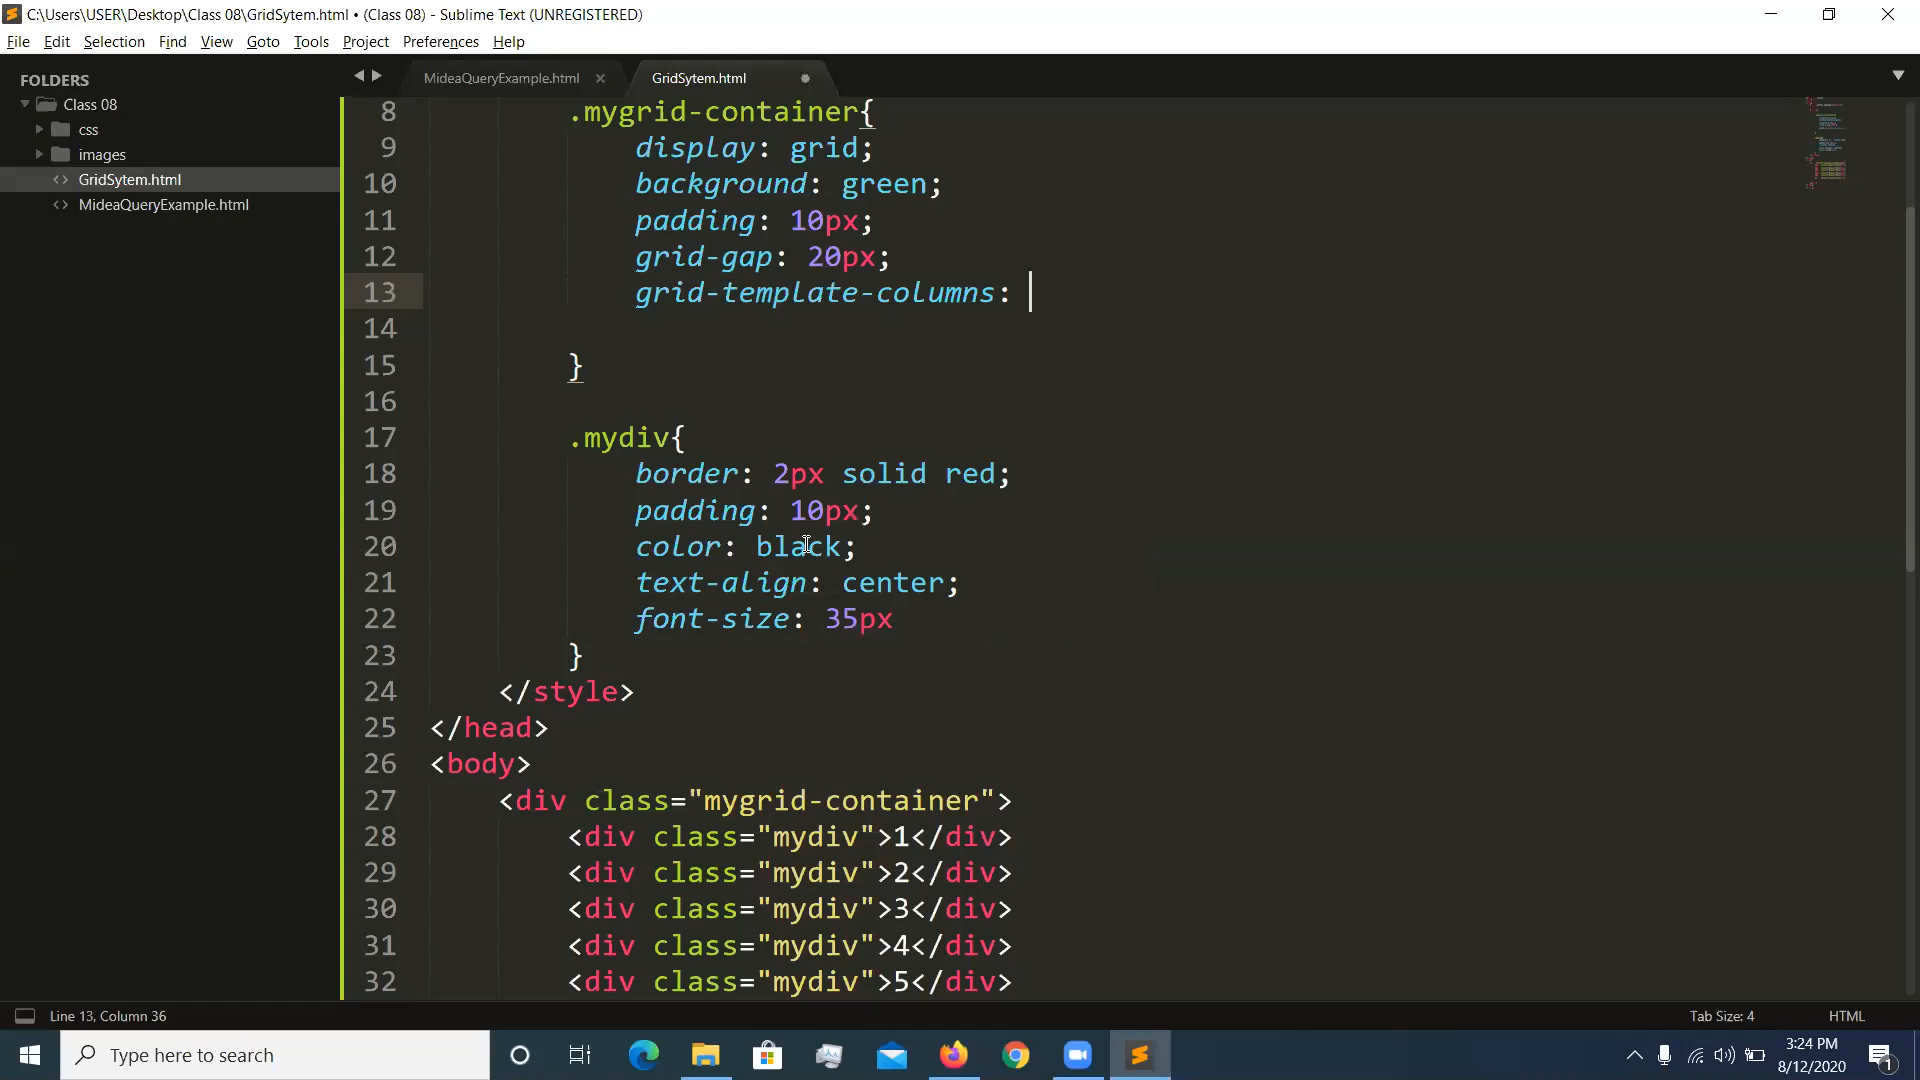 C:\Users\USER\Desktop\Class 08\GridSytem.html • (Class 08) - Sublime Text (UNREGISTERED)
File Edit Selection Find View Goto Tools Project Preferences Help
FOLDERS
Class 08
css
images
GridSytem.html
MideaQueryExample.html
MideaQueryExample.html GridSytem.html
8 .mygrid-container{
9 display: grid;
10 background: green;
11 padding: 10px;
12 grid-gap: 20px;
13 grid-template-columns:
14
15 }
16
17 .mydiv{
18 border: 2px solid red;
19 padding: 10px;
20 color: black;
21 text-align: center;
22 font-size: 35px
23 }
24 </style>
25 </head>
26 <body>
27 <div class="mygrid-container">
28 <div class="mydiv">1</div>
29 <div class="mydiv">2</div>
30 <div class="mydiv">3</div>
31 <div class="mydiv">4</div>
32 <div class="mydiv">5</div>
Line 13, Column 36 Tab Size: 4 HTML
Type here to search
3:24 PM
8/12/2020
1